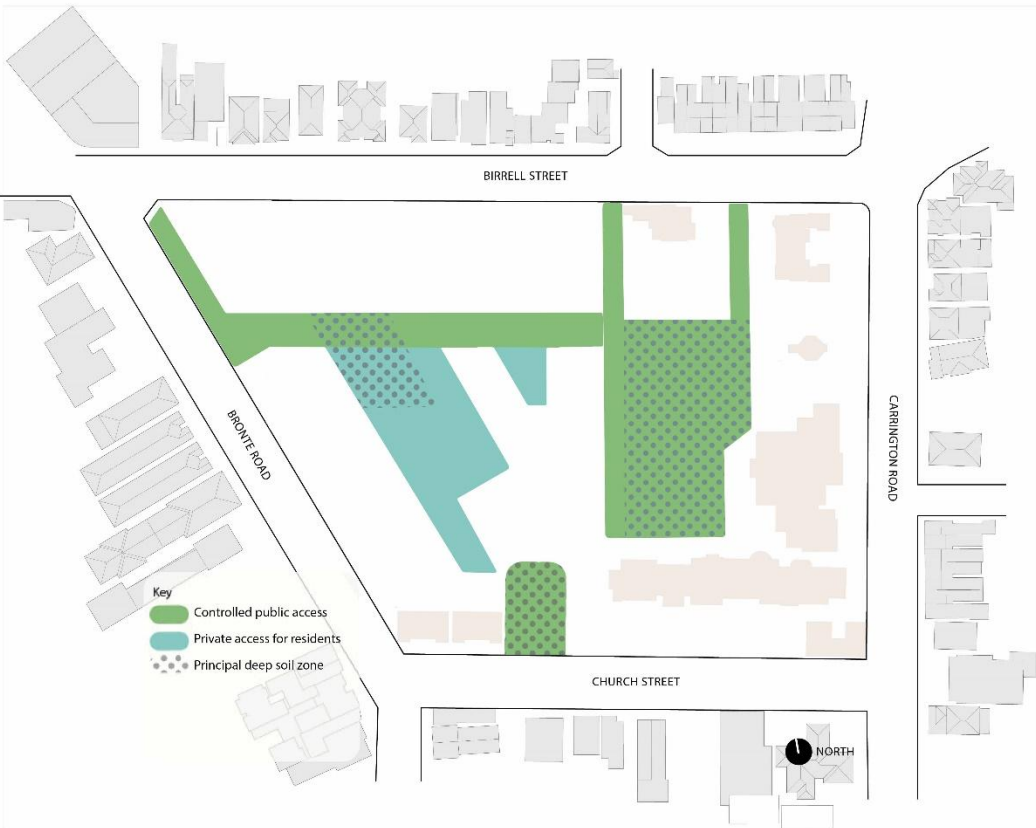 BIRRELL STREET
BRONTE ROAD
CARRINGTON ROAD
Key
Controlled public access
Private access for residents
Principal deep soil zone
CHURCH STREET
NORTH